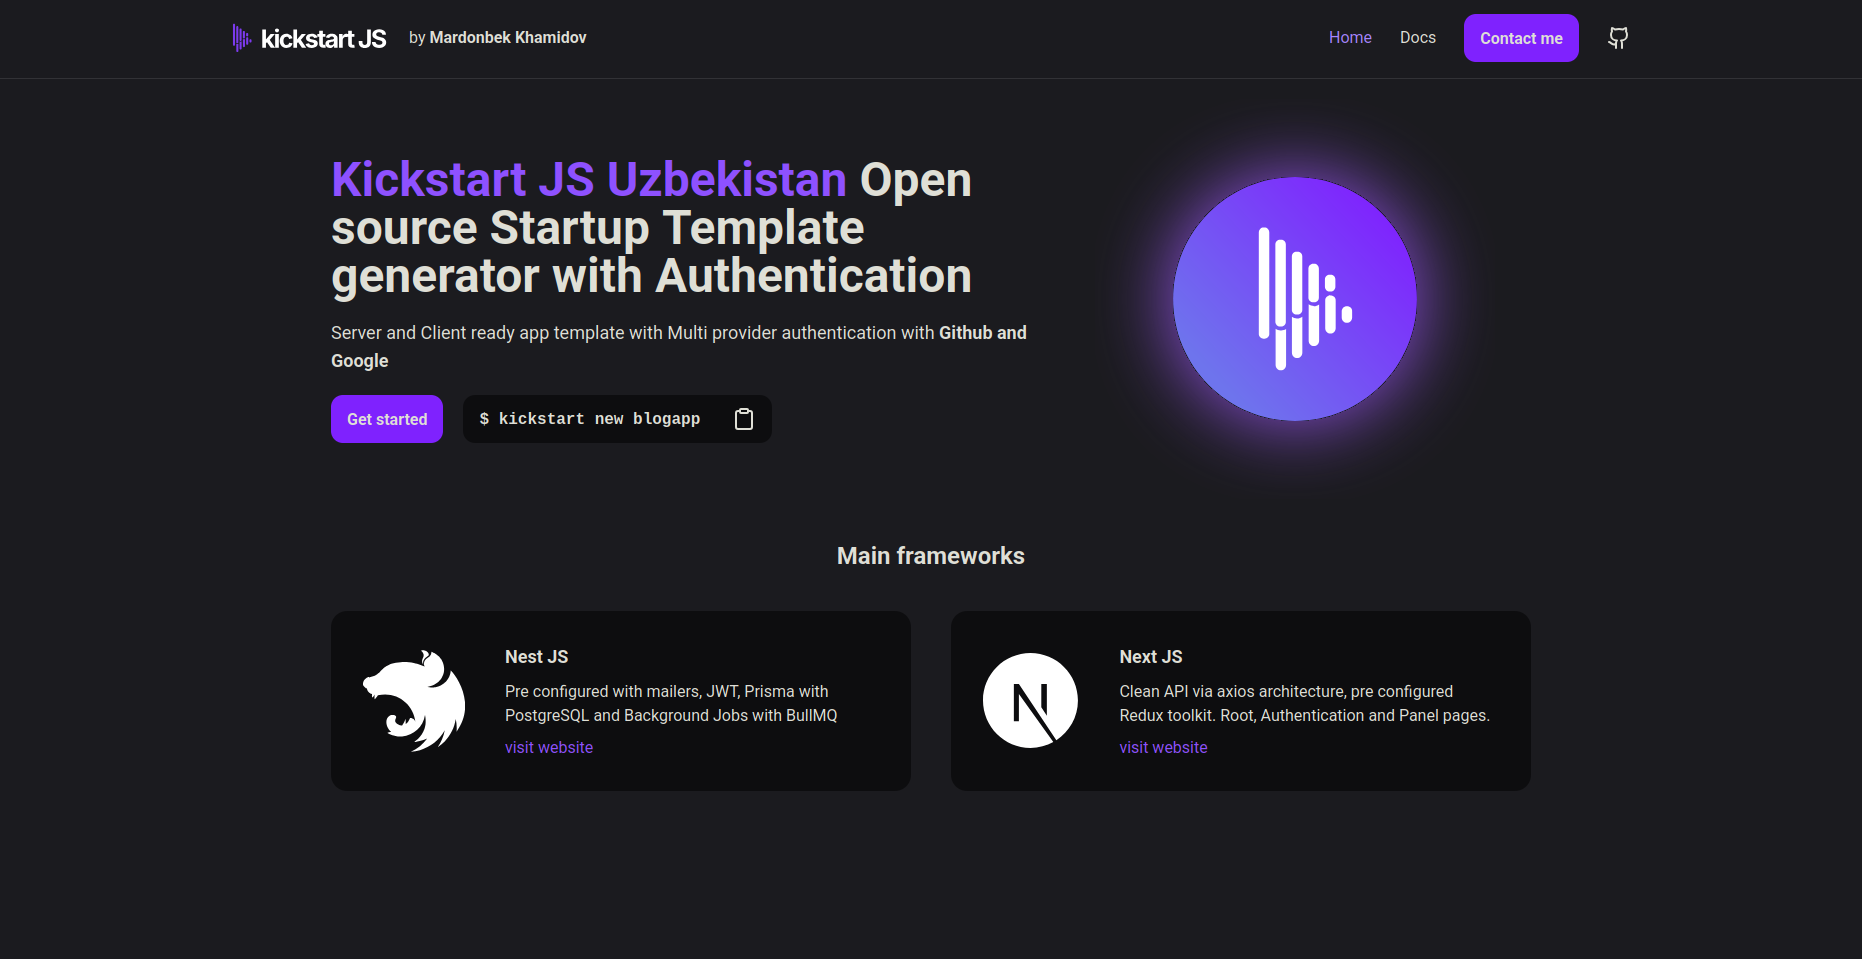 kickstart JS by Mardonbek Khamidov
Home Docs Contact me
Kickstart JS Uzbekistan Open
source Startup Template
generator with Authentication
Server and Client ready app template with Multi provider authentication with Github and
Google
Get started
$ kickstart new blogapp
Main frameworks
Nest JS
Pre configured with mailers, JWT, Prisma with
PostgreSQL and Background Jobs with BullMQ
visit website
N
Next JS
Clean API via axios architecture, pre configured
Redux toolkit. Root, Authentication and Panel pages.
visit website